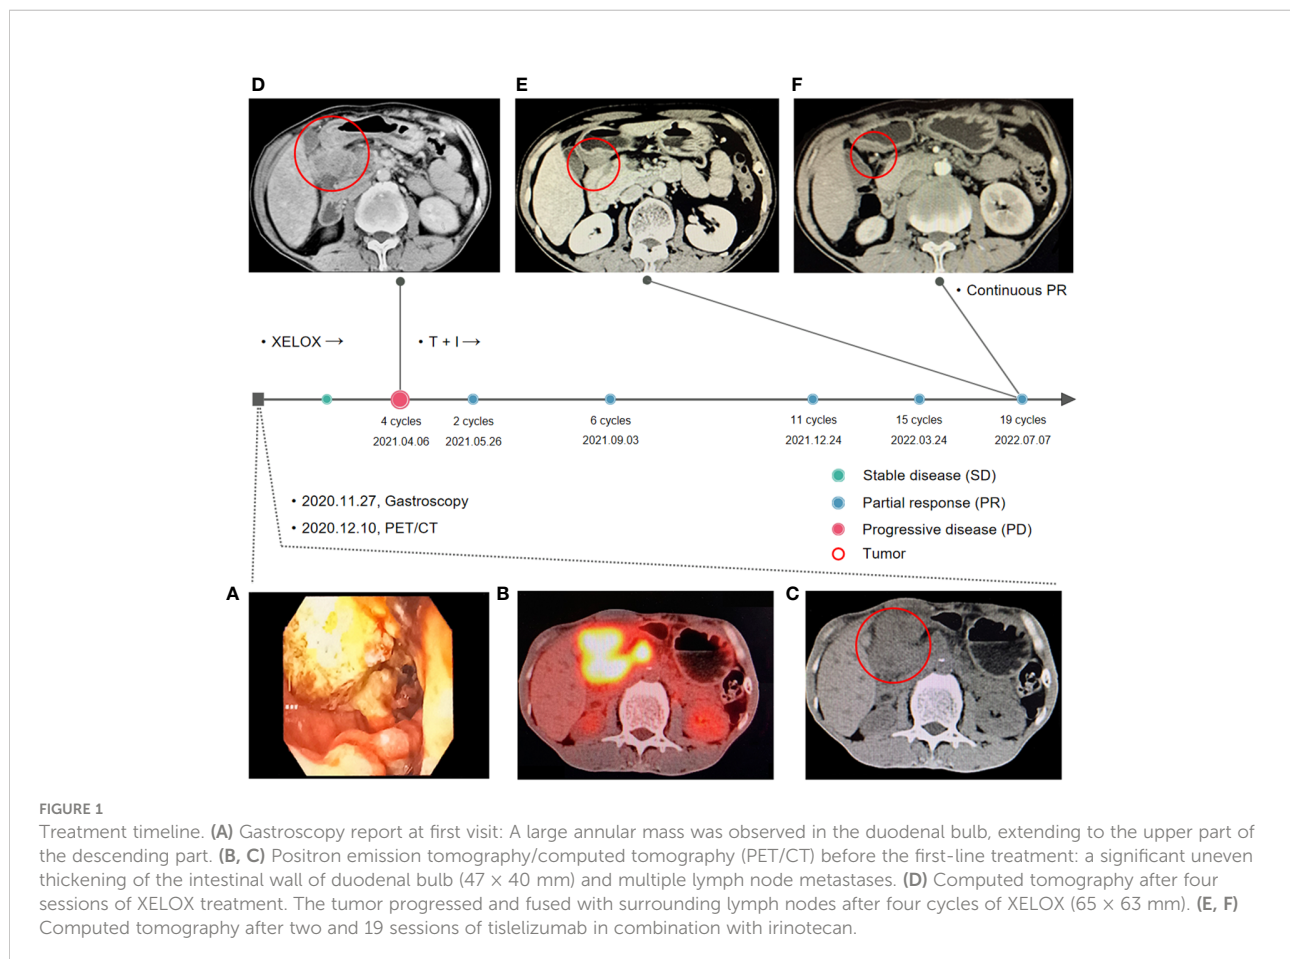 D
E
F
• Continuous PR
• XELOX →
• T + I →
4 cycles
2021.04.06
2 cycles
2021.05.26
6 cycles
2021.09.03
11 cycles
2021.12.24
15 cycles
2022.03.24
19 cycles
2022.07.07
• 2020.11.27, Gastroscopy
• 2020.12.10, PET/CT
Stable disease (SD)
Partial response (PR)
Progressive disease (PD)
Tumor
A
B
C
FIGURE 1
Treatment timeline. (A) Gastroscopy report at first visit: A large annular mass was observed in the duodenal bulb, extending to the upper part of
the descending part. (B, C) Positron emission tomography/computed tomography (PET/CT) before the first-line treatment: a significant uneven
thickening of the intestinal wall of duodenal bulb (47 × 40 mm) and multiple lymph node metastases. (D) Computed tomography after four
sessions of XELOX treatment. The tumor progressed and fused with surrounding lymph nodes after four cycles of XELOX (65 × 63 mm). (E, F)
Computed tomography after two and 19 sessions of tislelizumab in combination with irinotecan.